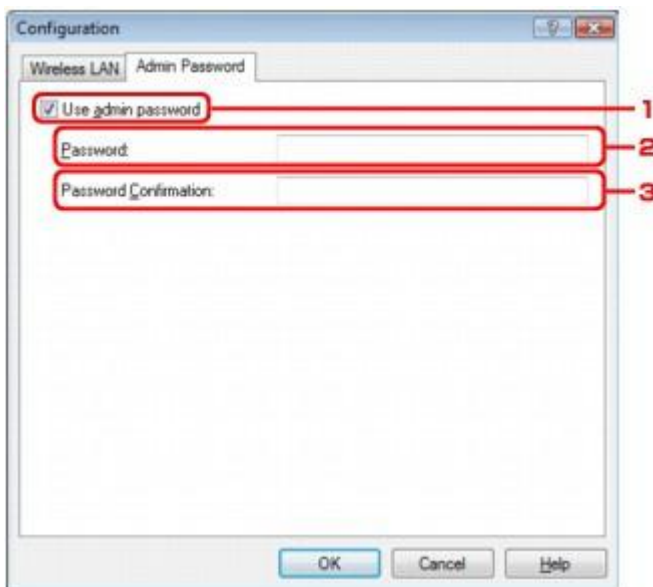 Configuration
Wireless LAN Admin Password
Use admin password 1
Password: 2
Password Confirmation: 3
OK Cancel Help